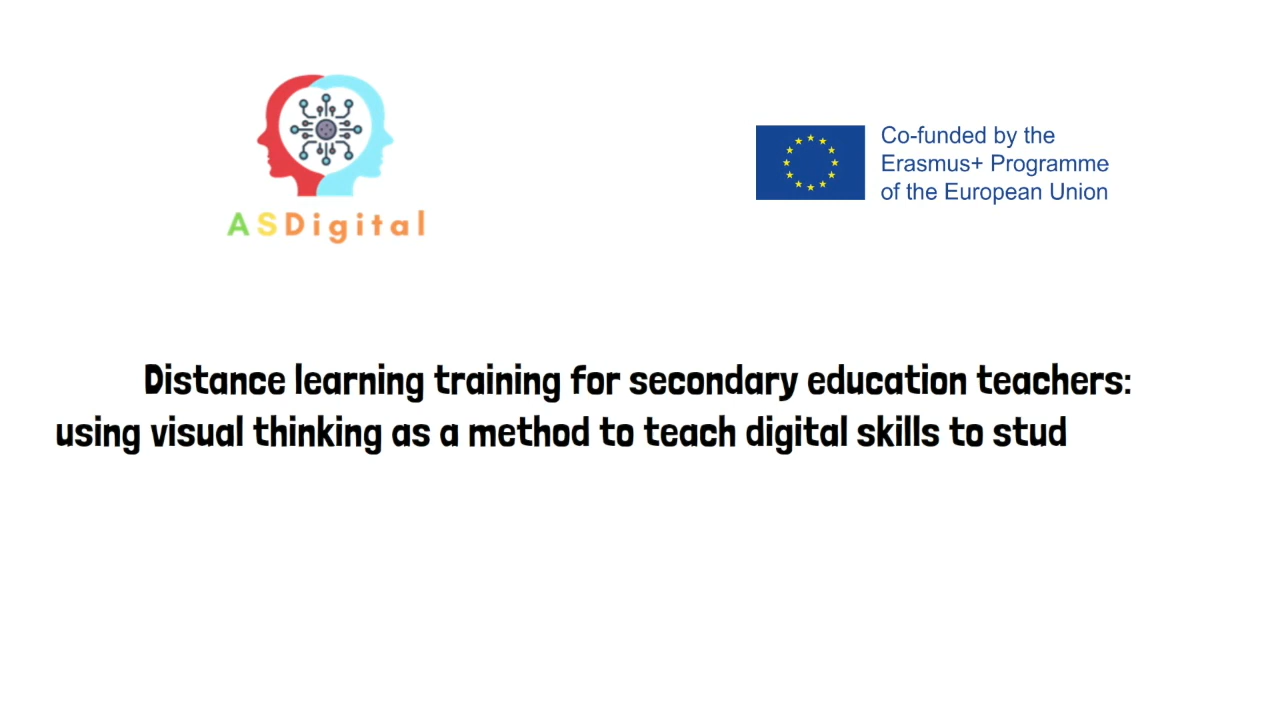 ASDigital
Co-funded by the
Erasmus+ Programme
of the European Union
Distance learning training for secondary education teachers:
using visual thinking as a method to teach digital skills to stud